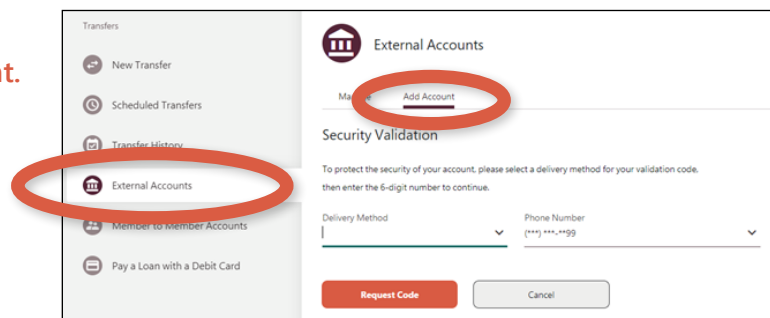 nt.
Transfers
New Transfer
Scheduled Transfers
Transfer History
External Accounts
Member to Member Accounts
Pay a Loan with a Debit Card
External Accounts
Add Account
Security Validation
To protect the security of your account, please select a delivery method for your validation code,
then enter the 6-digit number to continue.
Delivery Method
Phone Number
(***) ***-**99
Request Code
Cancel